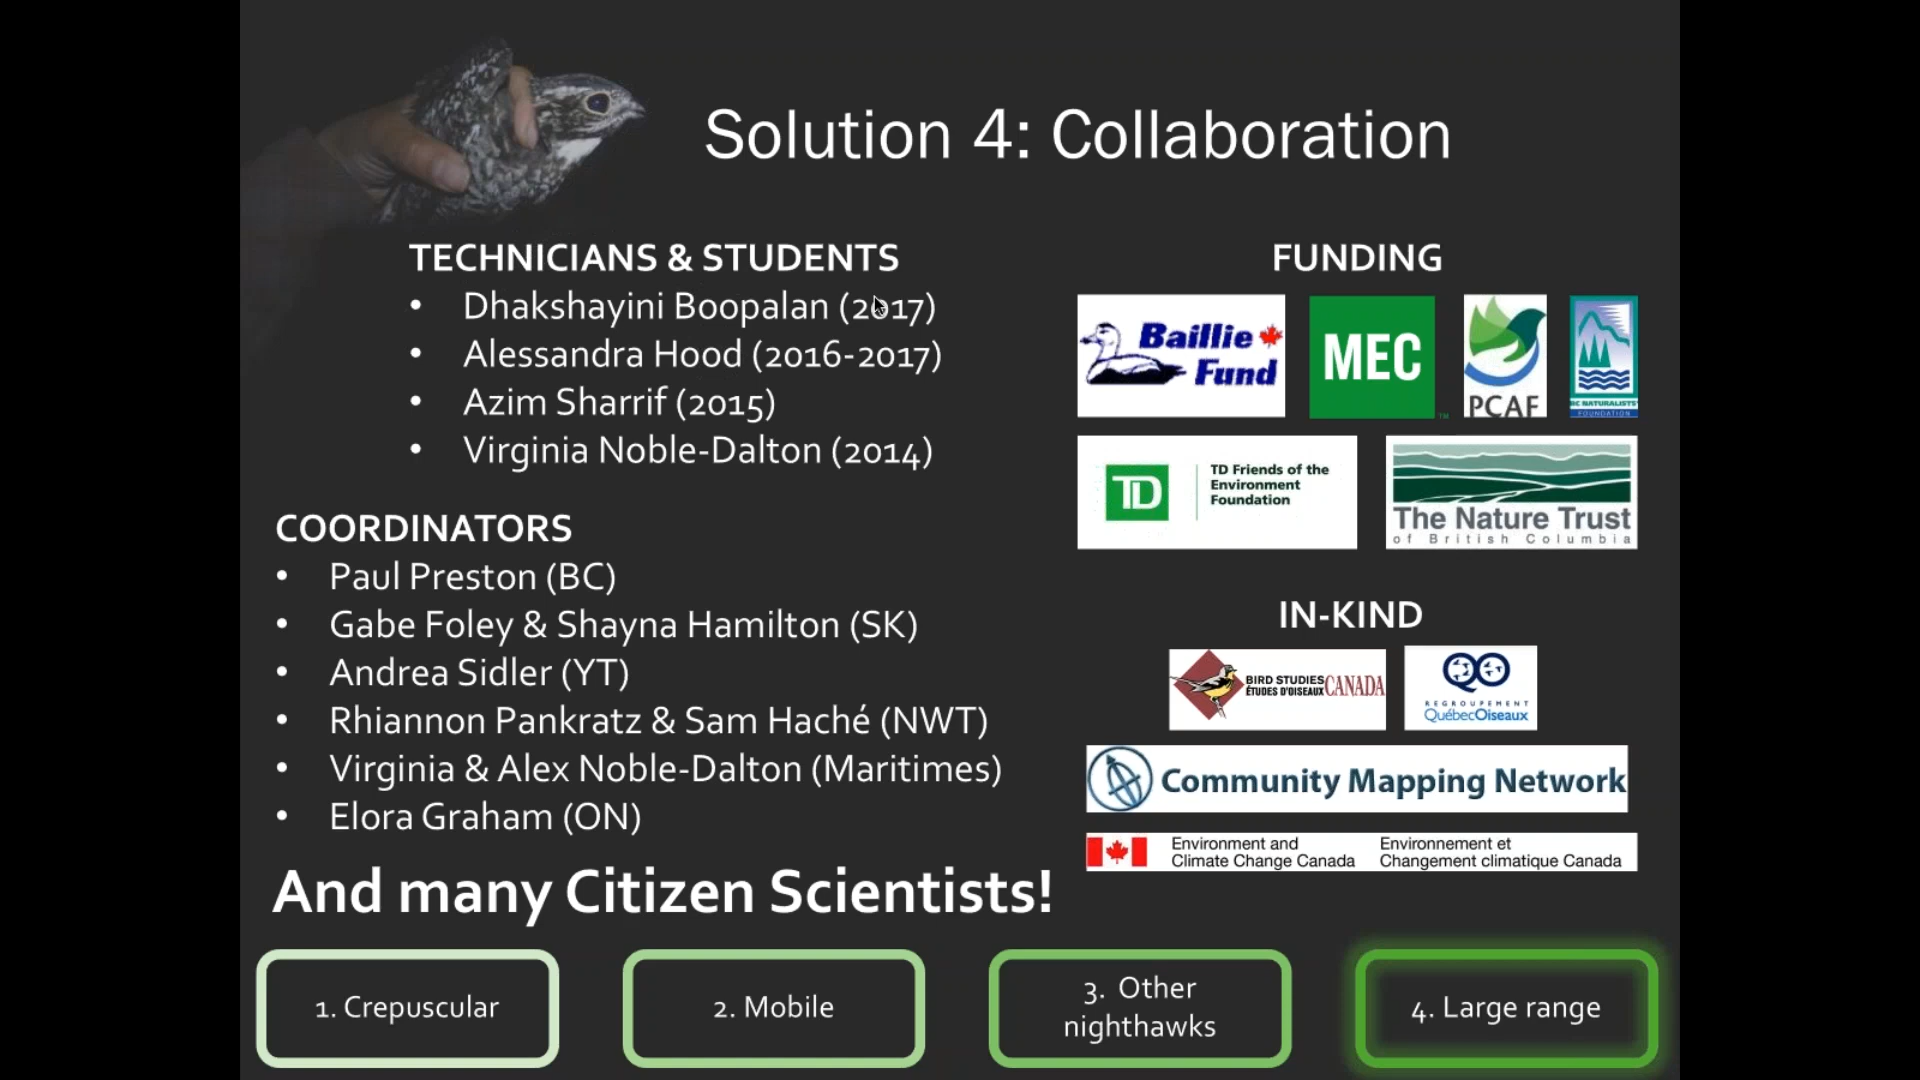 Solution 4: Collaboration
TECHNICIANS & STUDENTS
• Dhakshayini Boopalan (2017)
• Alessandra Hood (2016-2017)
• Azim Sharrif (2015)
• Virginia Noble-Dalton (2014)
COORDINATORS
• Paul Preston (BC)
• Gabe Foley & Shayna Hamilton (SK)
• Andrea Sidler (YT)
• Rhiannon Pankratz & Sam Haché (NWT)
• Virginia & Alex Noble-Dalton (Maritimes)
• Elora Graham (ON)
And many Citizen Scientists!
FUNDING
Baillie
Fund
MEC
TM
PCAF
BC NATURALISTS'
FOUNDATION
TD
TD Friends of the
Environment
Foundation
The Nature Trust
of British Columbia
IN-KIND
BIRD STUDIES
ÉTUDES D'OISEAUX
CANADA
REGROUPEMENT
QuébecOiseaux
Community Mapping Network
Environment and
Climate Change Canada
Environnement et
Changement climatique Canada
1. Crepuscular
2. Mobile
3. Other
nighthawks
4. Large range